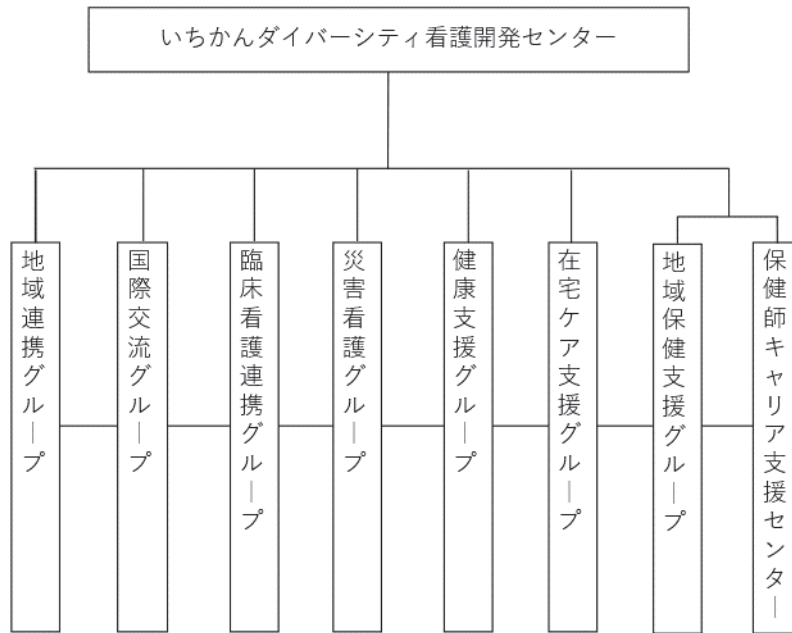 いちかんダイバーシティ看護開発センター
地域連携グループ
国際交流グループ
臨床看護連携グループ
災害看護グループ
健康支援グループ
在宅ケア支援グループ
地域保健支援グループ
保健師キャリア支援センター